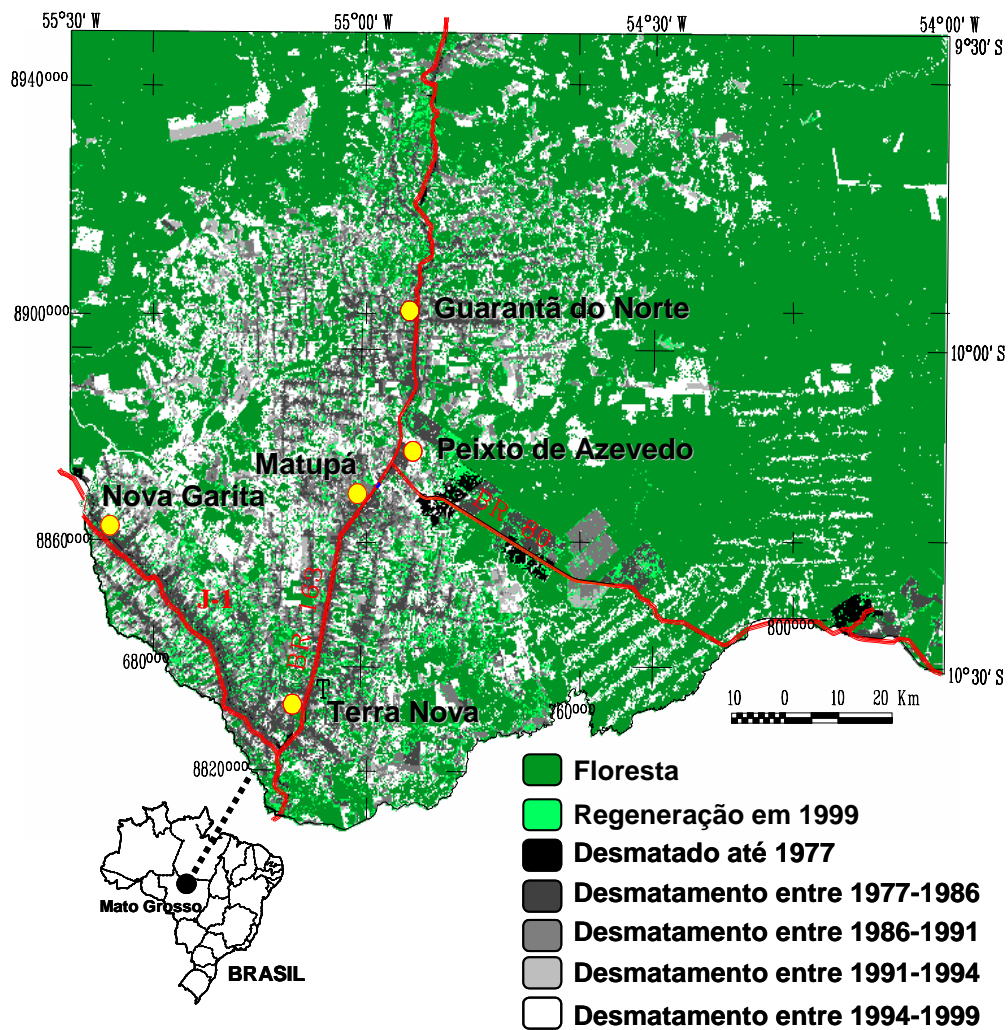 55°30' W
55°00' W
54°30' W
54°00' W
9°30' S
8940000
Guarantã do Norte
8900000
10°00' S
Peixto de Azevedo
Matupá
Nova Garita
BR 80
8860000
J-1
BR 163
800000
680000
10°30' S
T
Terra Nova
760000
10 0 10 20 Km
8820000
Floresta
Regeneração em 1999
Desmatado até 1977
Desmatamento entre 1977-1986
Desmatamento entre 1986-1991
Desmatamento entre 1991-1994
Desmatamento entre 1994-1999
Mato Grosso
BRASIL